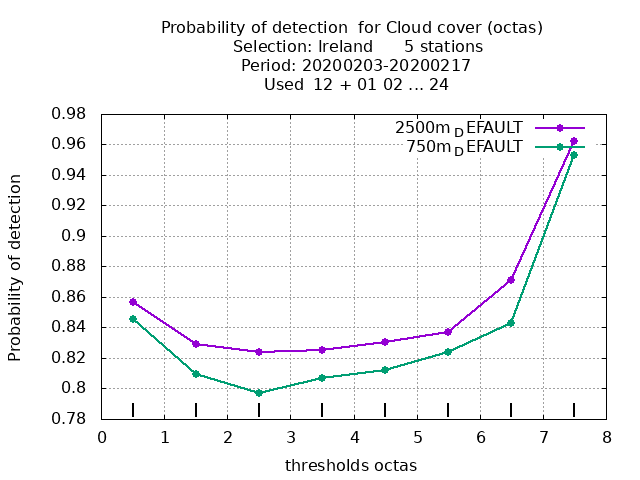 Probability of detection  for Cloud cover (octas)
Selection: Ireland      5 stations
Period: 20200203-20200217
Used  12 + 01 02 ... 24
2500m_DEFAULT
750m_DEFAULT
Probability of detection
0.98
0.96
0.94
0.92
0.9
0.88
0.86
0.84
0.82
0.8
0.78
0 1 2 3 4 5 6 7 8
thresholds octas